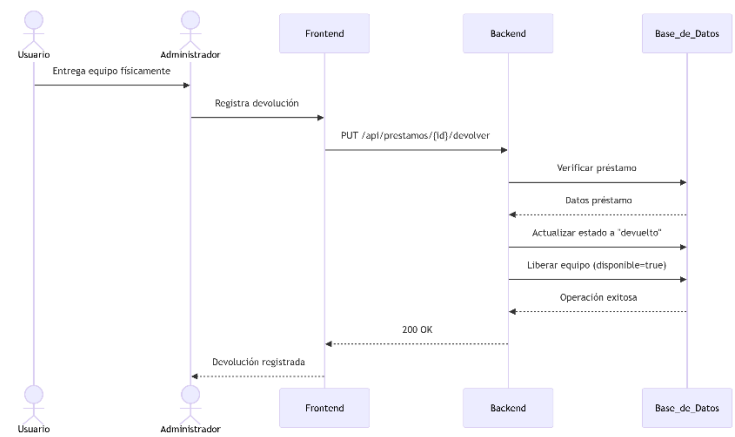 Usuario
Administrador
Frontend
Backend
Base_de_Datos
Entrega equipo físicamente
Registra devolución
PUT /api/prestamos/{id}/devolver
Verificar préstamo
Datos préstamo
Actualizar estado a "devuelto"
Liberar equipo (disponible=true)
Operación exitosa
200 OK
Devolución registrada
Usuario
Administrador
Frontend
Backend
Base_de_Datos